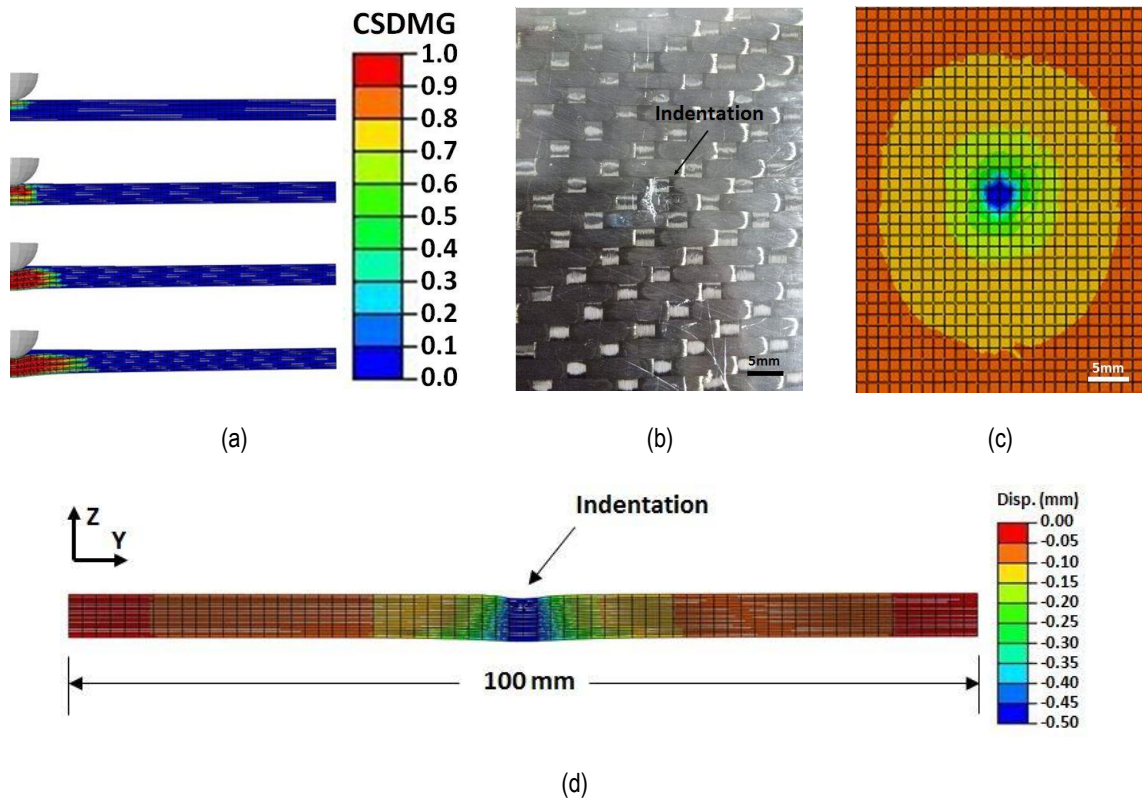 CSDMG
1.0
0.9
0.8
0.7
0.6
0.5
0.4
0.3
0.2
0.1
0.0
(a)
Indentation
5mm
(b)
5mm
(c)
Z
Y
Indentation
100 mm
Disp. (mm)
0.00
-0.05
-0.10
-0.15
-0.20
-0.25
-0.30
-0.35
-0.40
-0.45
-0.50
(d)